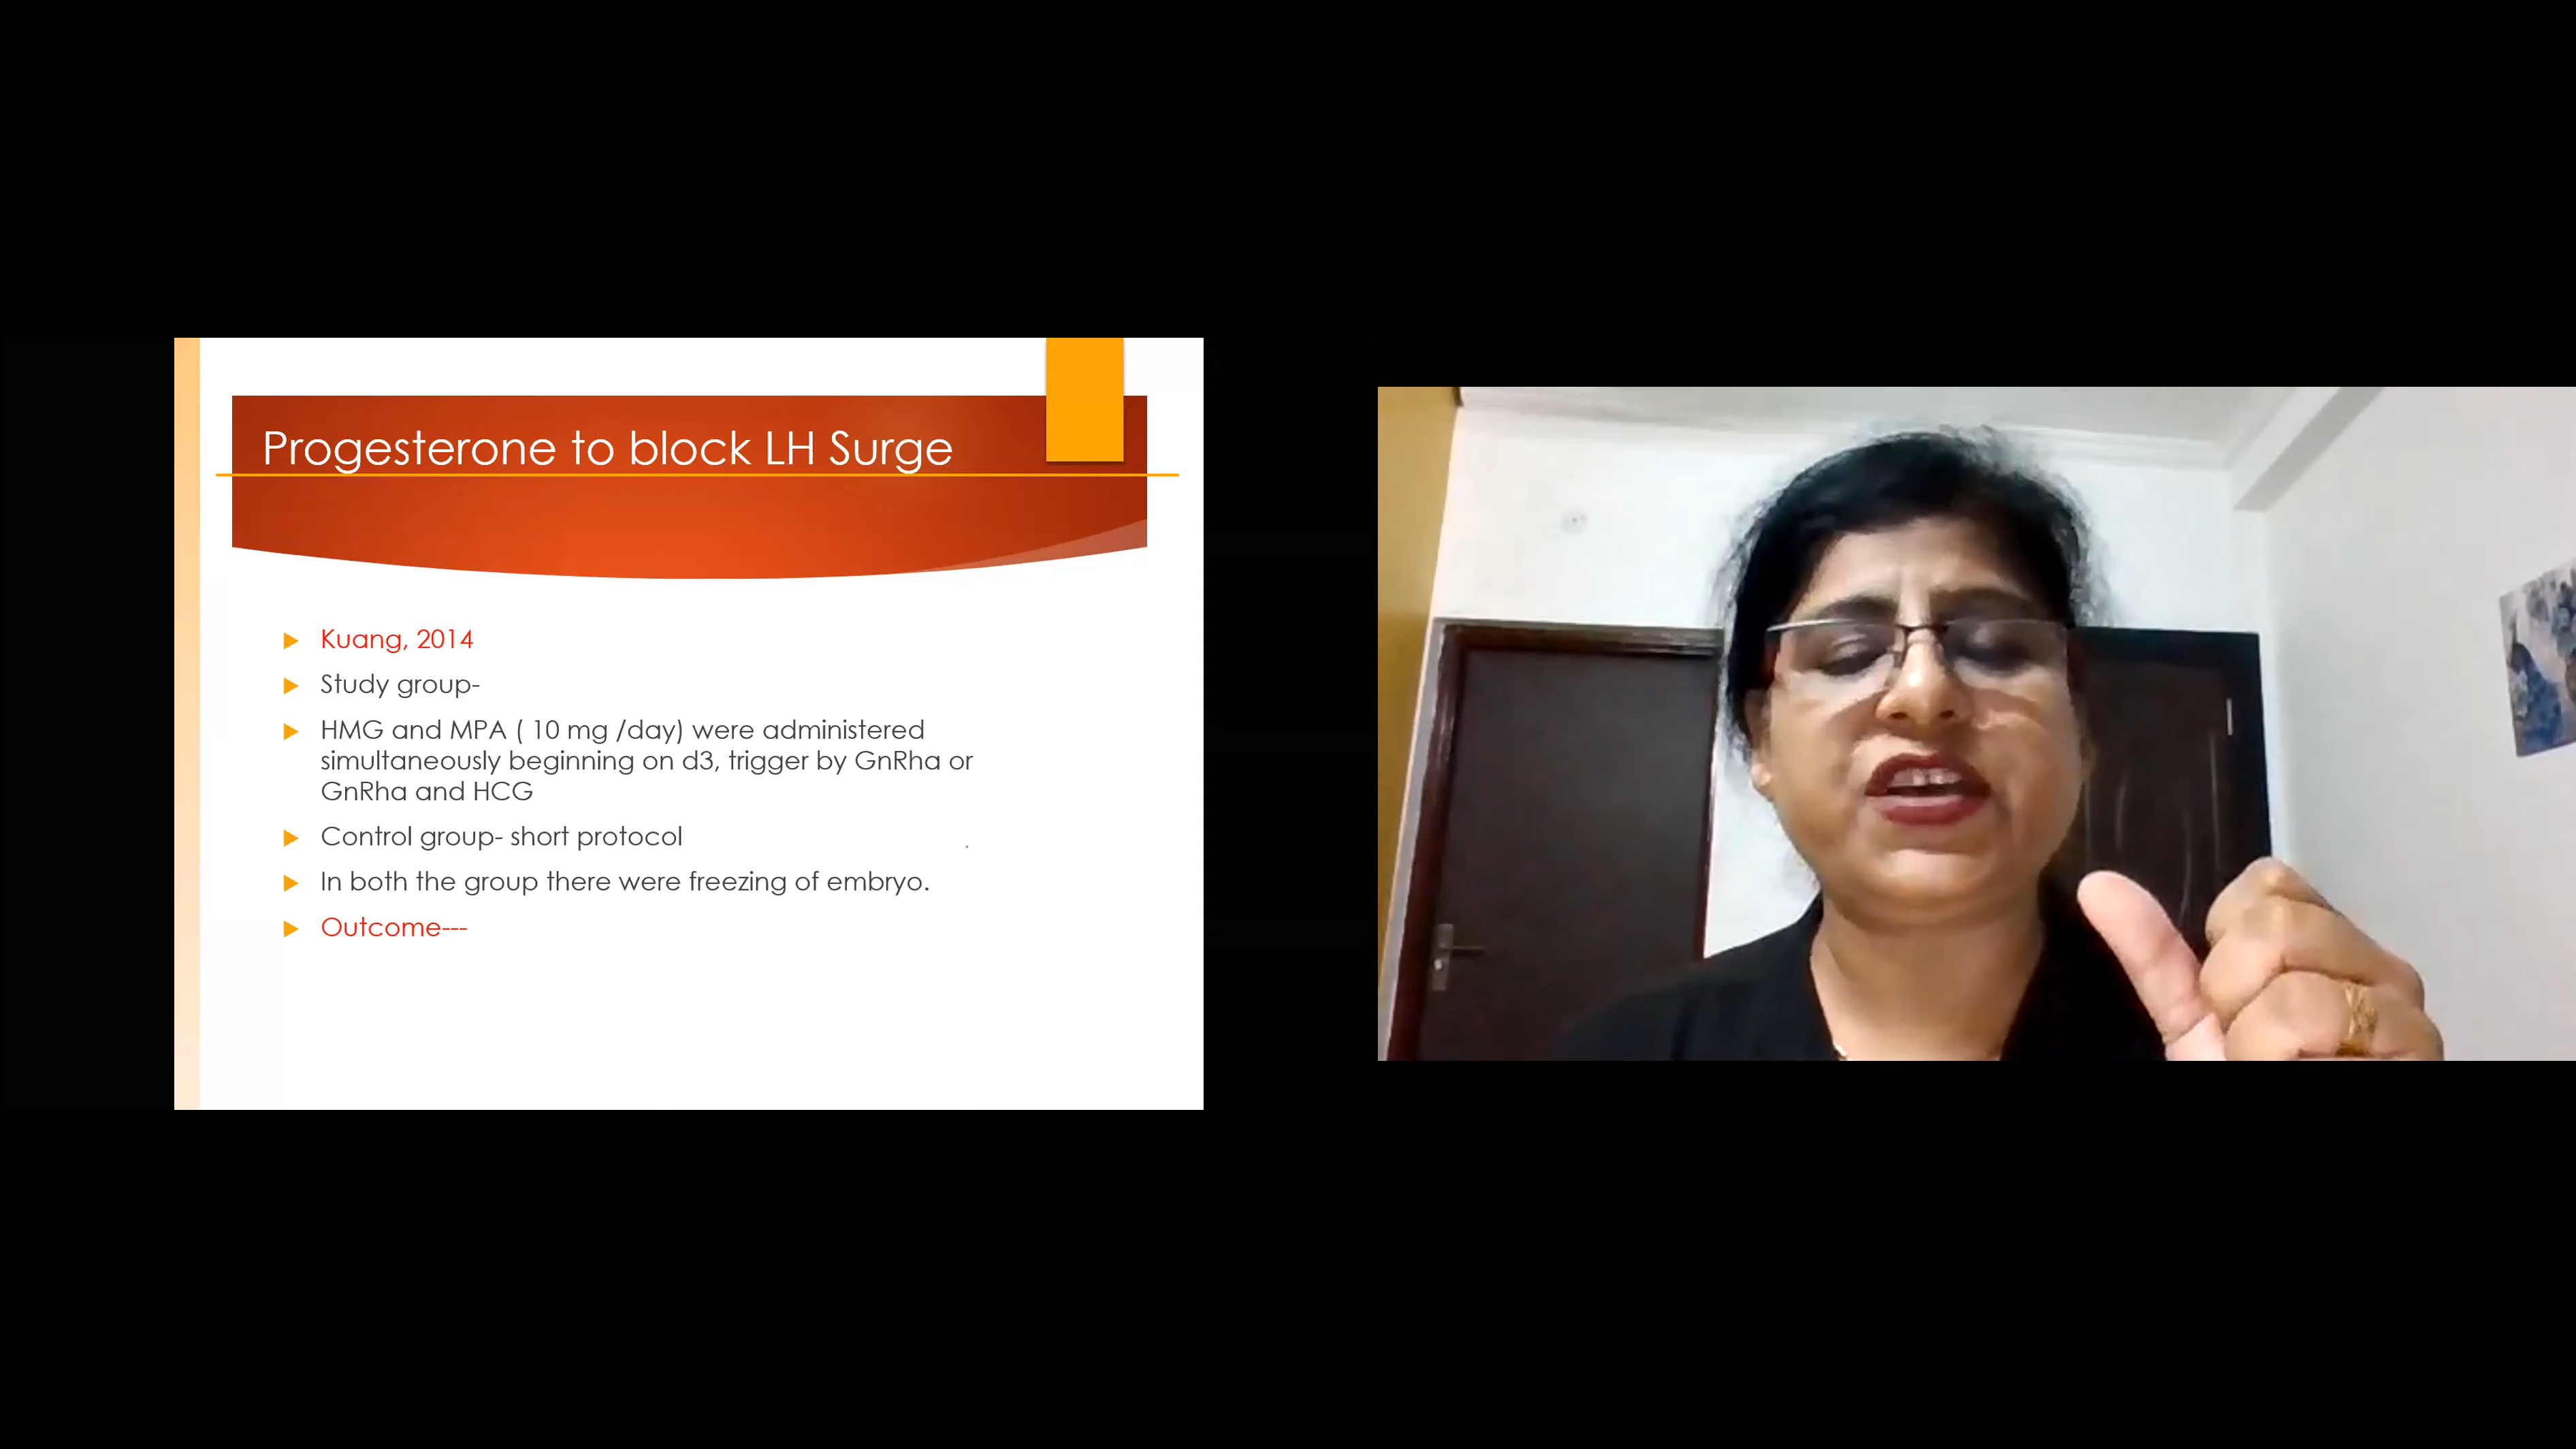 Progesterone to block LH Surge
Kuang, 2014
Study group-
HMG and MPA ( 10 mg /day) were administered
simultaneously beginning on d3, trigger by GnRha or
GnRha and HCG
Control group- short protocol
In both the group there were freezing of embryo.
Outcome---